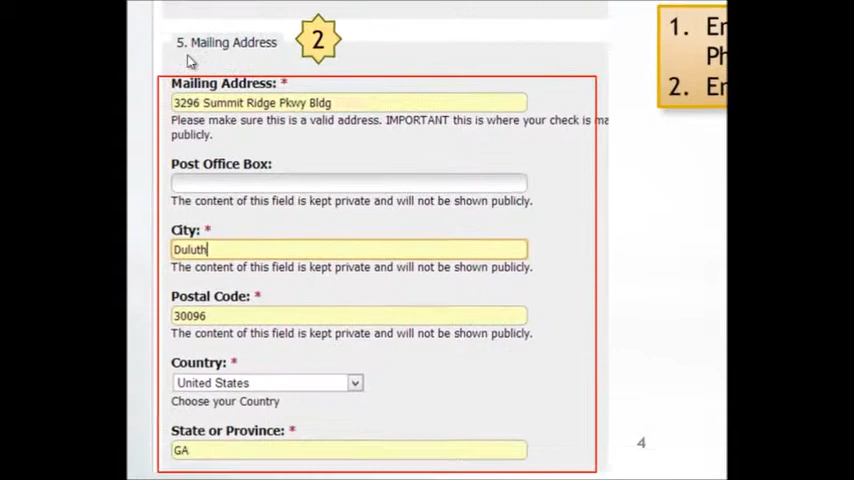 5. Mailing Address
2
1. En
Ph
2. En
Mailing Address: *
3296 Summit Ridge Pkwy Bldg
Please make sure this is a valid address. IMPORTANT this is where your check is ma
publicly.
Post Office Box:
The content of this field is kept private and will not be shown publicly.
City: *
Duluth
The content of this field is kept private and will not be shown publicly.
Postal Code: *
30096
The content of this field is kept private and will not be shown publicly.
Country: *
United States
Choose your Country
State or Province: *
GA
4